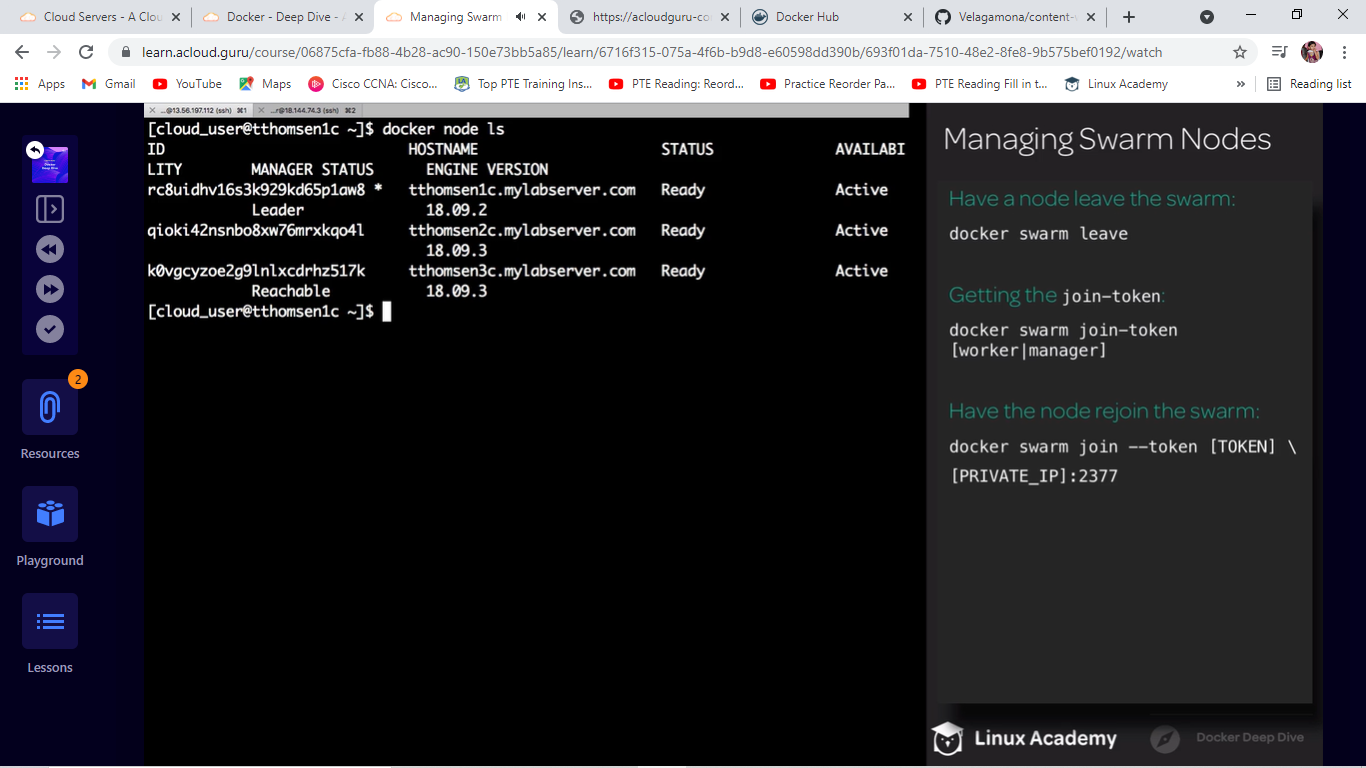 Cloud Servers - A Clou
Docker - Deep Dive - A
Managing Swarm
https://acloudguru-co
Docker Hub
Velagamona/content-
learn.acloud.guru/course/06875cfa-fb88-4b28-ac90-150e73bb5a85/learn/6716f315-075a-4f6b-b9d8-e60598dd390b/693f01da-7510-48e2-8fe8-9b575bef0192/watch
Apps
Gmail
YouTube
Maps
Cisco CCNA: Cisco...
Top PTE Training Ins...
PTE Reading: Reord...
Practice Reorder Pa...
PTE Reading Fill in t...
Linux Academy
»
Reading list
...@13.56.197.112 (ssh) ⌘1
...r@18.144.74.3 (ssh) ⌘2
[cloud_user@tthomsen1c ~]$ docker node ls
ID HOSTNAME STATUS AVAILABI
LITY MANAGER STATUS ENGINE VERSION
rc8uidhv16s3k929kd65p1aw8 * tthomsen1c.mylabserver.com Ready Active
Leader 18.09.2
qioki42nsnbo8xw76mrxkqo4l tthomsen2c.mylabserver.com Ready Active
18.09.3
k0vgcyzoe2g9lnlxcdrhz517k tthomsen3c.mylabserver.com Ready Active
Reachable 18.09.3
[cloud_user@tthomsen1c ~]$
Docker
Deep Dive
2
Resources
Playground
Lessons
Managing Swarm Nodes
Have a node leave the swarm:
docker swarm leave
Getting the join-token:
docker swarm join-token
[worker|manager]
Have the node rejoin the swarm:
docker swarm join --token [TOKEN] \
[PRIVATE_IP]:2377
Linux Academy
Docker Deep Dive